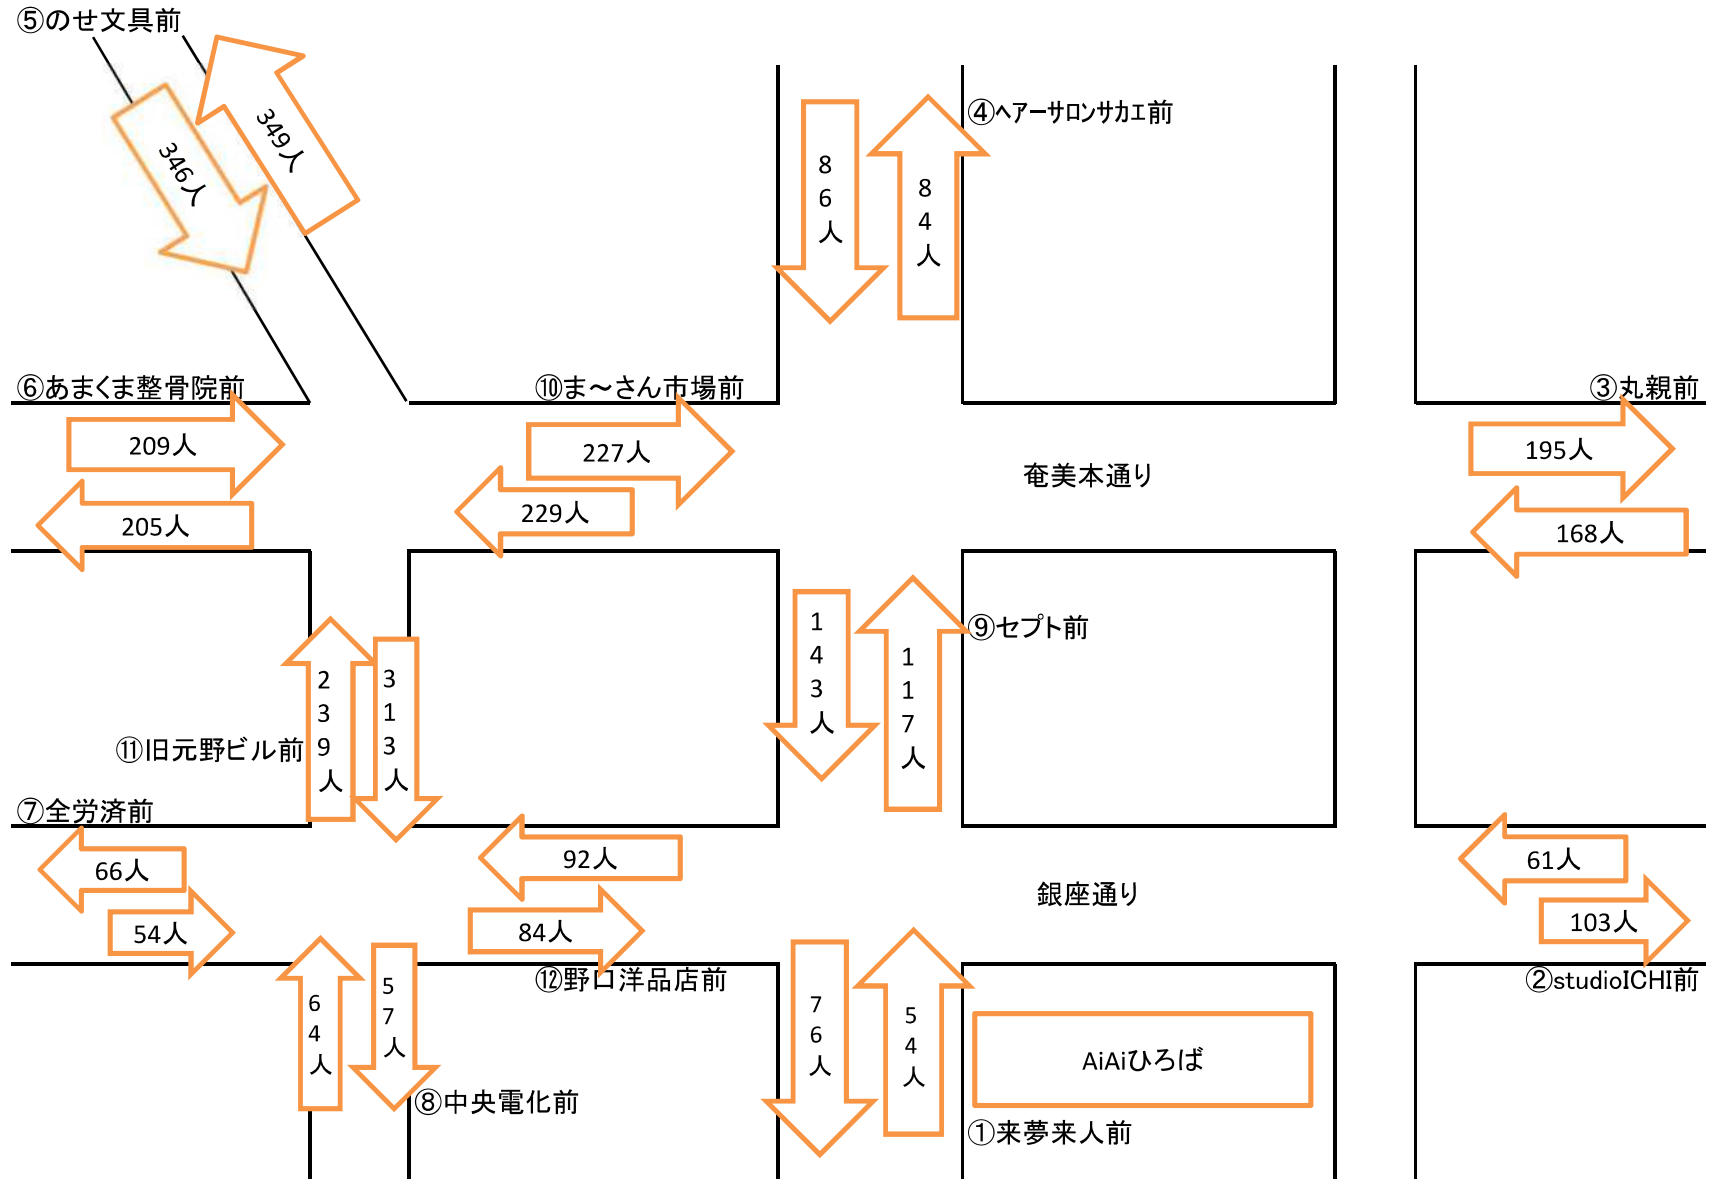 ⑤のせ文具前
349人
346人
86人
84人
④ヘアーサロンサカエ前
⑥あまくま整骨院前
⑩ま～さん市場前
③丸親前
209人
227人
195人
奄美本通り
205人
229人
168人
143人
117人
⑨セプト前
239人
313人
⑪旧元野ビル前
⑦全労済前
66人
92人
61人
銀座通り
54人
84人
103人
⑫野口洋品店前
②studioICHI前
64人
57人
76人
54人
AiAiひろば
⑧中央電化前
①来夢来人前